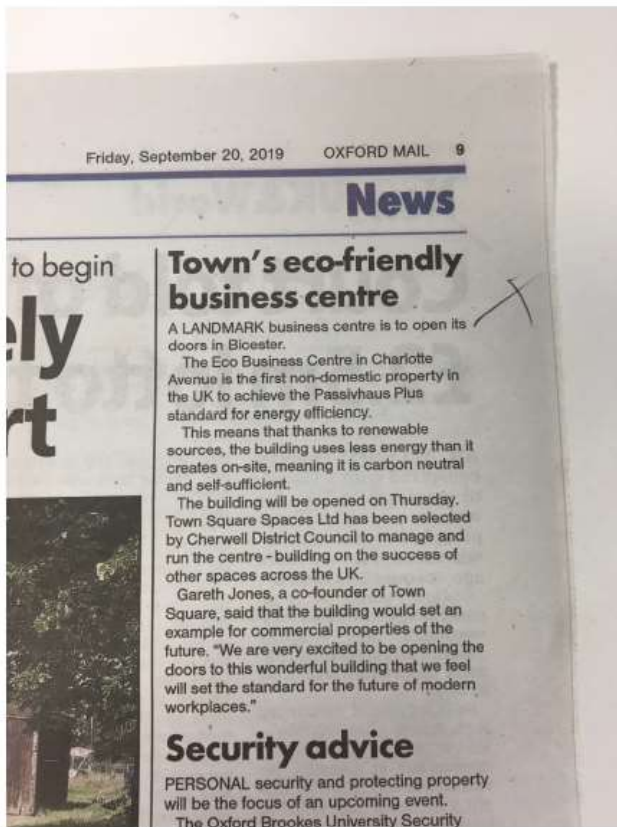 Friday, September 20, 2019 OXFORD MAIL 9
News
to begin
ely
rt
Town's eco-friendly
business centre
A LANDMARK business centre is to open its
doors in Bicester.
The Eco Business Centre in Charlotte
Avenue is the first non-domestic property in
the UK to achieve the Passivhaus Plus
standard for energy efficiency.
This means that thanks to renewable
sources, the building uses less energy than it
creates on-site, meaning it is carbon neutral
and self-sufficient.
The building will be opened on Thursday.
Town Square Spaces Ltd has been selected
by Cherwell District Council to manage and
run the centre - building on the success of
other spaces across the UK.
Gareth Jones, a co-founder of Town
Square, said that the building would set an
example for commercial properties of the
future. "We are very excited to be opening the
doors to this wonderful building that we feel
will set the standard for the future of modern
workplaces."
Security advice
PERSONAL security and protecting property
will be the focus of an upcoming event.
The Oxford Brookes University Security